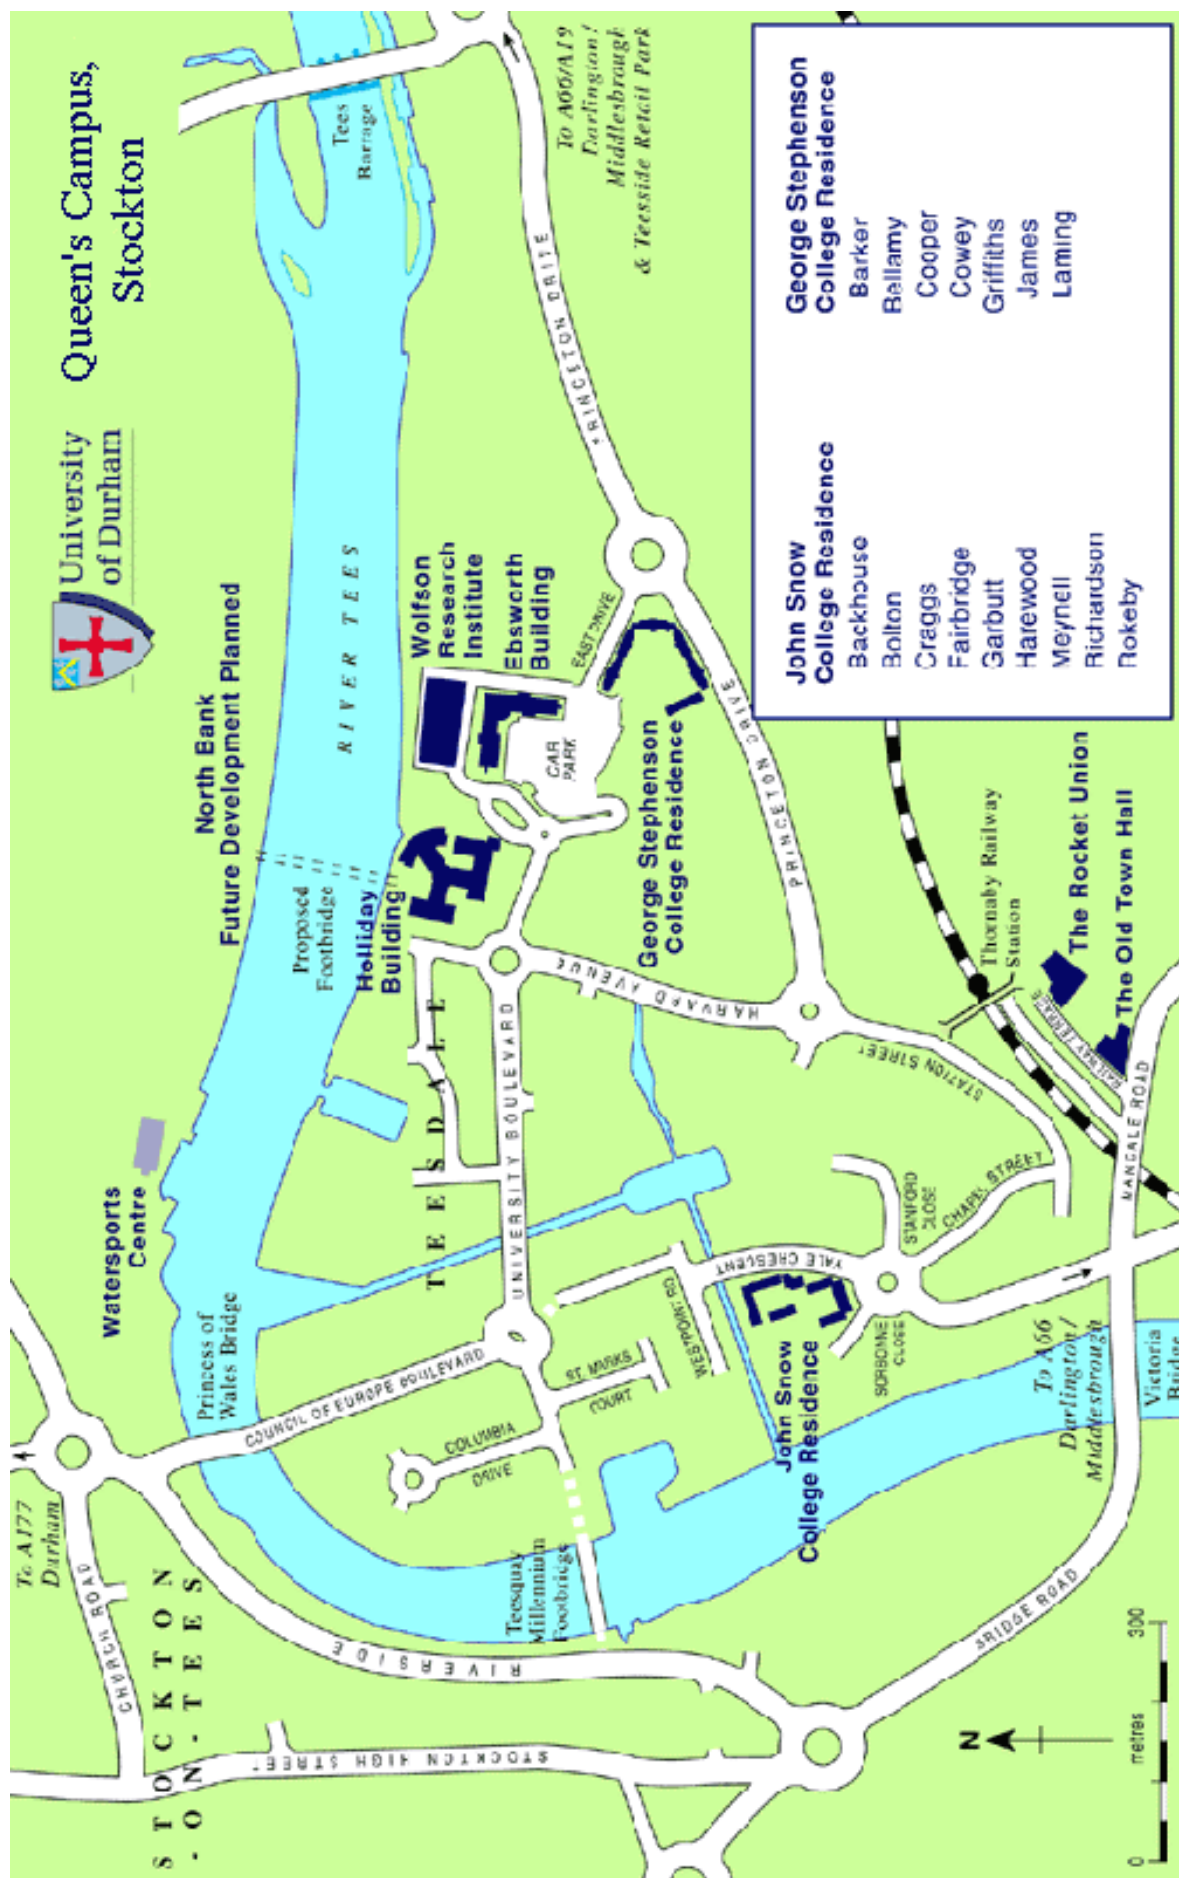 Queen's Campus,
Stockton
University
of Durham
North Bank
Future Development Planned
Watersports
Centre
Princess of
Wales Bridge
To A177
Durham
CHURCH ROAD
STOCKTON
-ON-TEES
RIVERSIDE
STOCKTON HIGH STREET
COUNCIL OF EUROPE BOULEVARD
Tees
Barrage
RIVER TEES
Proposed
Footbridge
Holliday
Building
Wolfson
Research
Institute
Ebsworth
Building
CAR
PARK
EAST DRIVE
To A66/A19
Darlington/
Middlesbrough
& Teesside Retail Park
PRINCETON DRIVE
George Stephenson
College Residence
PRINCETON DRIVE
PRINCETON DRIVE
TEESDALE
UNIVERSITY BOULEVARD
HARVARD AVENUE
STATION STREET
COLUMBIA
DRIVE
ST. MARKS
COURT
WESTPOINT RD
YALE CRESCENT
STANFORD
CLOSE
CHAPEL STREET
SORBONNE
CLOSE
John Snow
College Residence
Teesquay
Millennium
Footbridge
Thornaby Railway
Station
RAILWAY TERRACE
The Rocket Union
The Old Town Hall
MANDALE ROAD
To A66
Darlington/
Middlesbrough
Victoria
Bridge
BRIDGE ROAD
N
0
metres
300
John Snow
College Residence
Backhouse
Bolton
Craggs
Fairbridge
Garbutt
Harewood
Meynell
Richardson
Rokeby
George Stephenson
College Residence
Barker
Bellamy
Cooper
Cowey
Griffiths
James
Laming